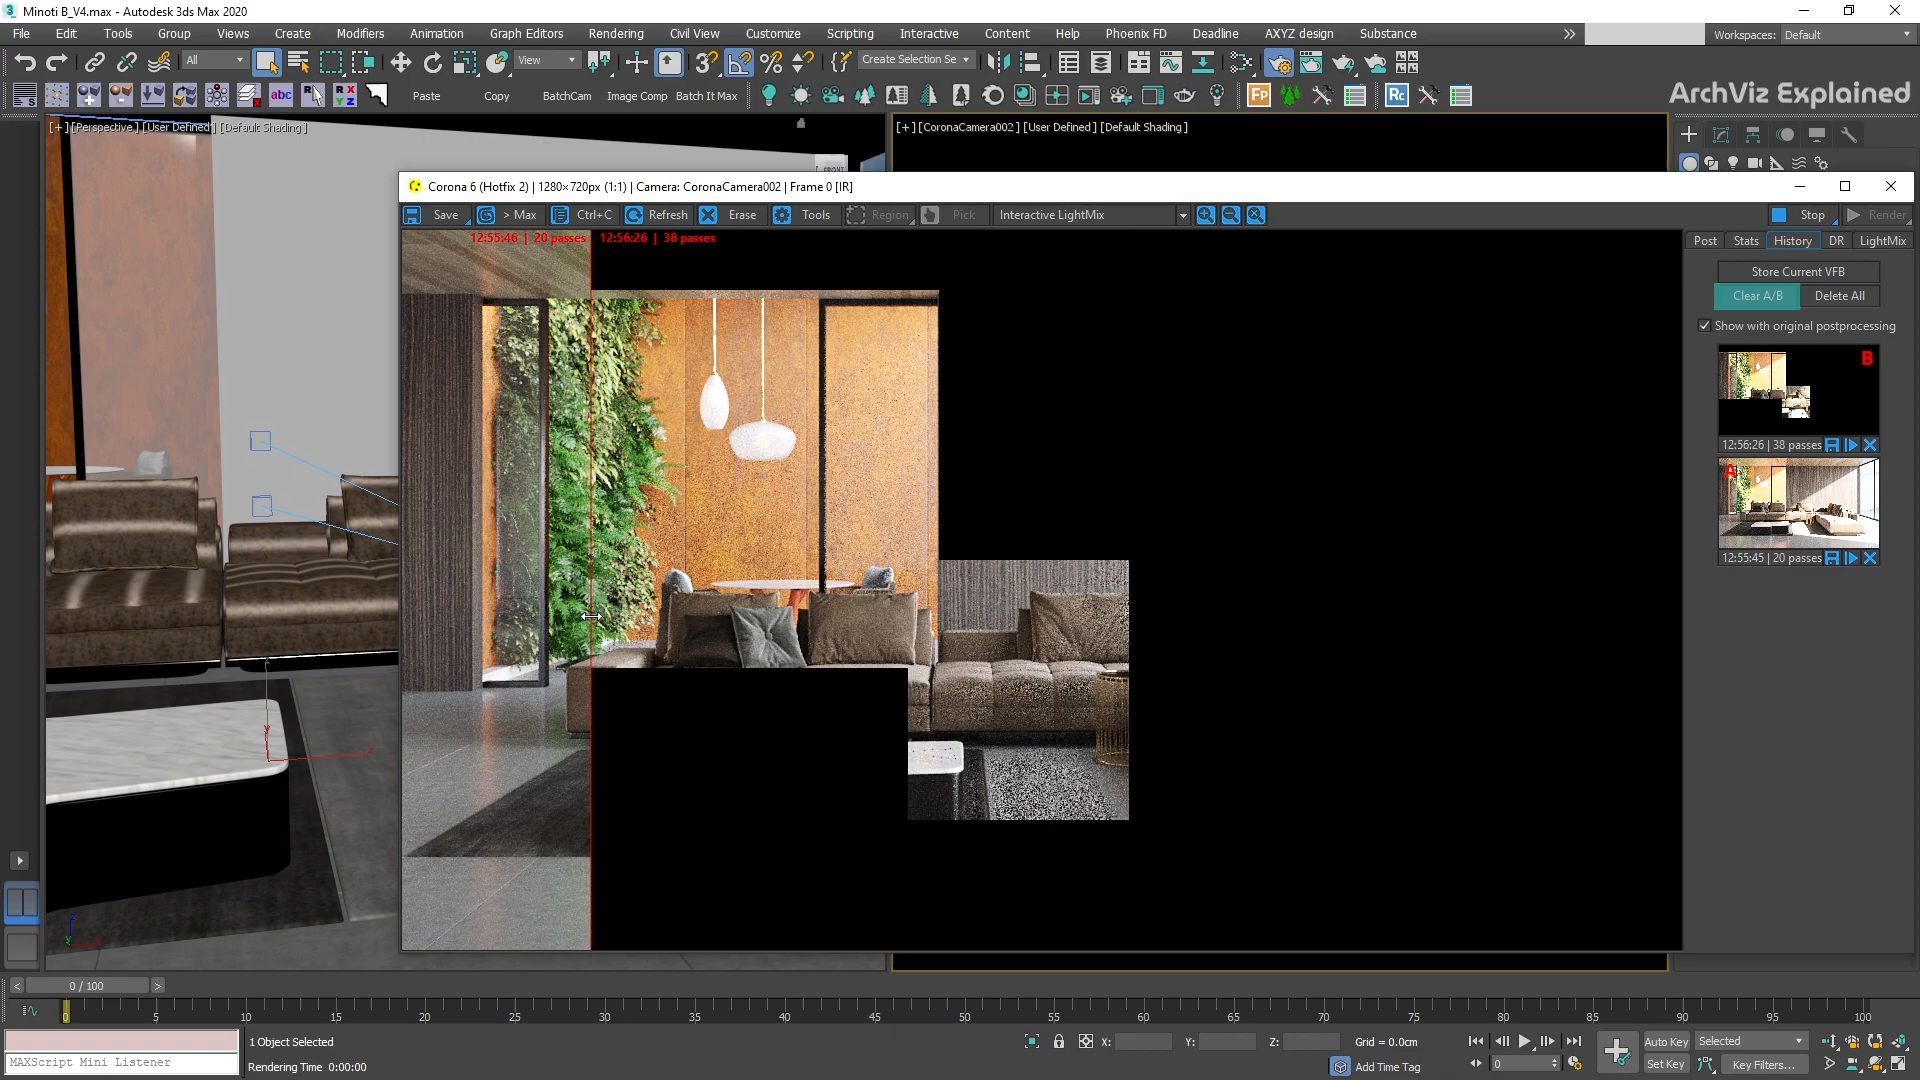 Minoti B_V4.max - Autodesk 3ds Max 2020
File Edit Tools Group Views Create Modifiers Animation Graph Editors Rendering Civil View Customize Scripting Interactive Content Help Phoenix FD Deadline AXYZ design Substance
Workspaces: Default
All View Create Selection Se
abc Paste Copy BatchCam Image Comp Batch It Max Fp Rc
ArchViz Explained
[+] [Perspective] [User Defined] [Default Shading]
[+] [CoronaCamera002] [User Defined] [Default Shading]
Corona 6 (Hotfix 2) | 1280×720px (1:1) | Camera: CoronaCamera002 | Frame 0 [IR]
Save > Max Ctrl+C Refresh Erase Tools Region Pick Interactive LightMix Stop Render
12:55:46 | 20 passes 12:56:26 | 38 passes
Post Stats History DR LightMix
Store Current VFB
Clear A/B Delete All
Show with original postprocessing
B
12:56:26 | 38 passes
A
12:55:45 | 20 passes
z
y
0 / 100
0 5 10 15 20 25 30 35 40 45 50 55 60 65 70 75 80 85 90 95 100
1 Object Selected
X: Y: Z: Grid = 0.0cm
Auto Key Selected
MAXScript Mini Listener
Rendering Time 0:00:00
Add Time Tag
0
Set Key Key Filters...